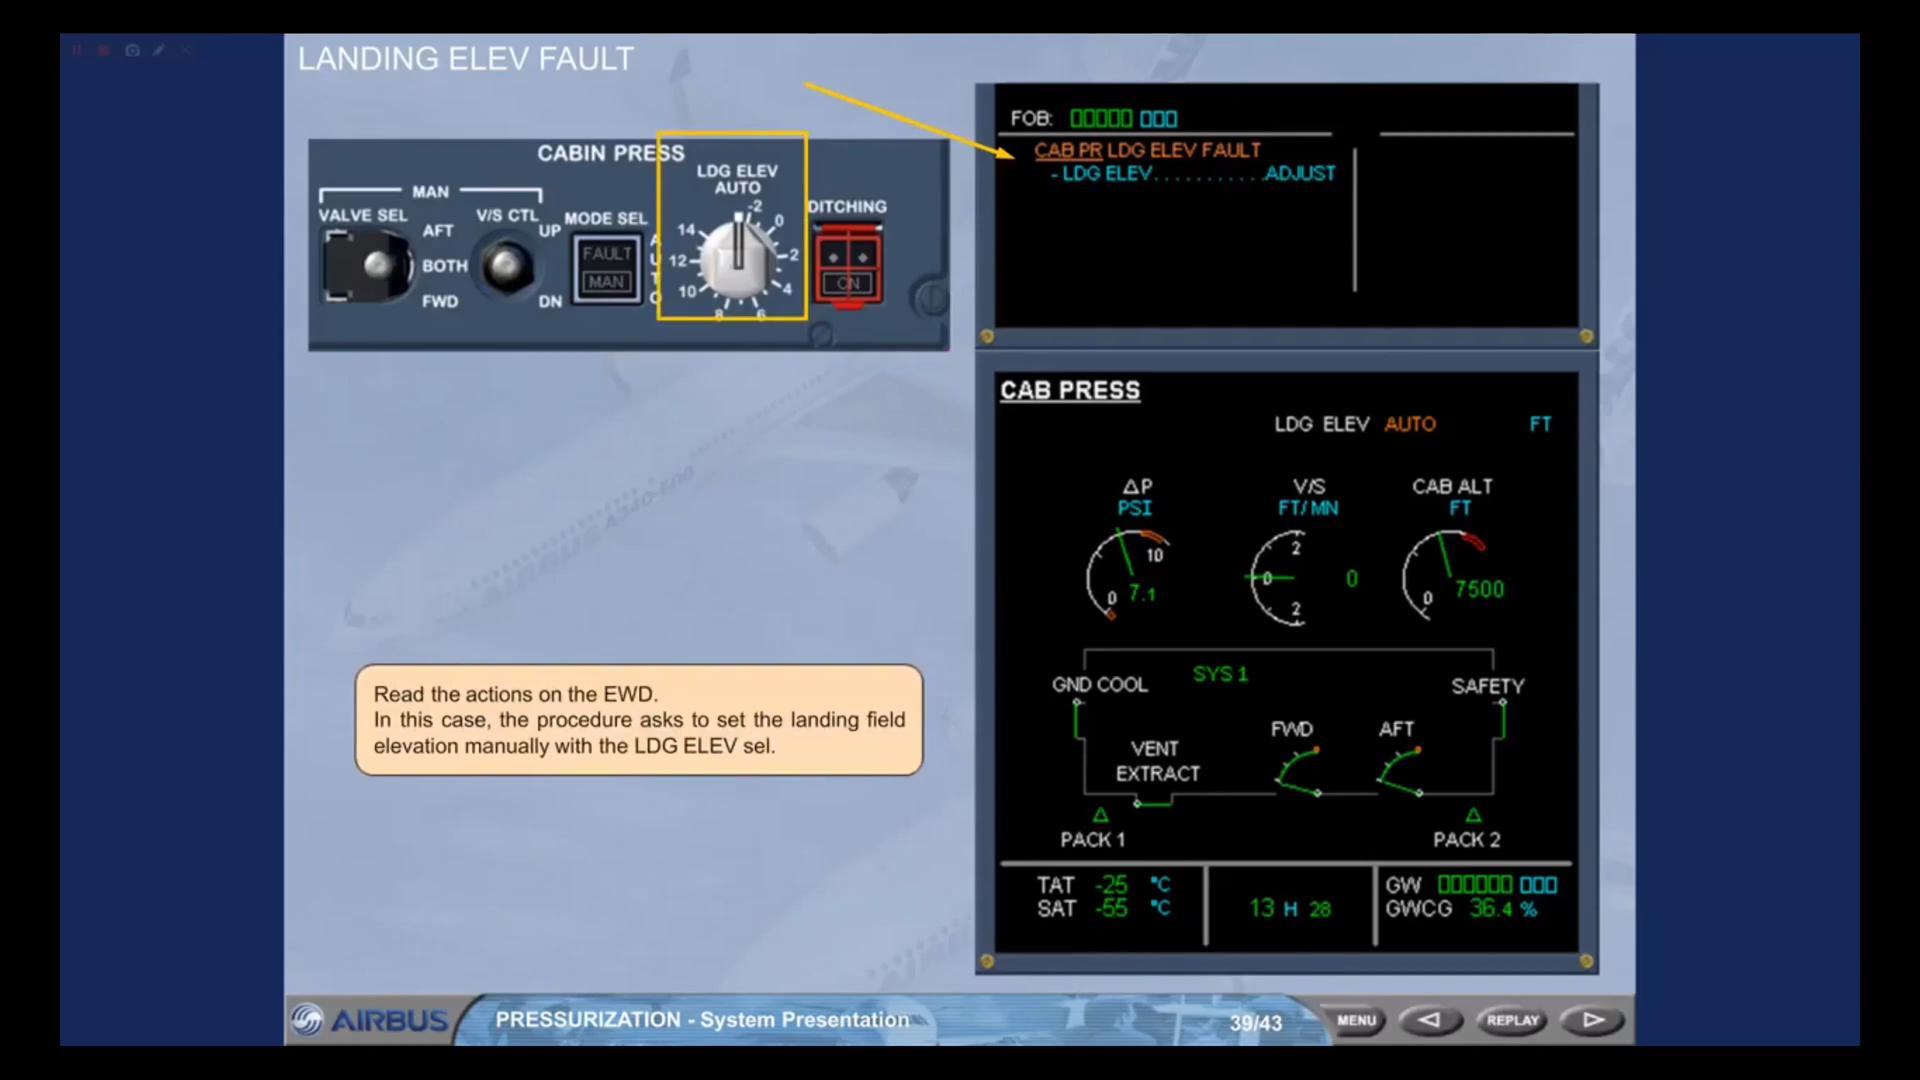 LANDING ELEV FAULT
CABIN PRESS
MAN
VALVE SEL
AFT
BOTH
FWD
V/S CTL
UP
DN
MODE SEL
FAULT
MAN
AUTO
LDG ELEV
AUTO
-2
0
2
4
6
8
10
12
14
DITCHING
ON
FOB:
CAB PR LDG ELEV FAULT
- LDG ELEV...........ADJUST
CAB PRESS
LDG ELEV AUTO FT
ΔP
PSI
10
0
7.1
V/S
FT/MN
2
0
2
0
CAB ALT
FT
0
7500
SYS 1
GND COOL
SAFETY
FWD
AFT
VENT
EXTRACT
PACK 1
PACK 2
TAT -25 °C
SAT -55 °C
13 H 28
GW
GWCG 36.4 %
Read the actions on the EWD.
In this case, the procedure asks to set the landing field
elevation manually with the LDG ELEV sel.
AIRBUS
PRESSURIZATION - System Presentation
39/43
MENU
REPLAY